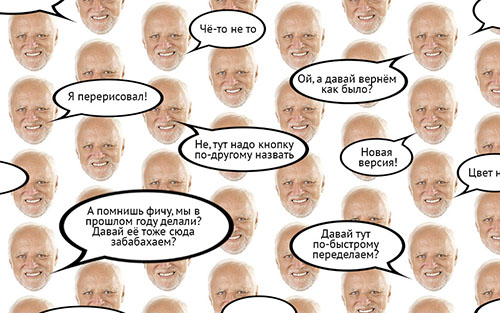 Чё-то не то
Ой, а давай вернём
как было?
Я перерисовал!
Не, тут надо кнопку
по-другому назвать
Новая
версия!
Цвет н
А помнишь фичу, мы в
прошлом году делали?
Давай её тоже сюда
забабахаем?
Давай тут
по-быстрому
переделаем?